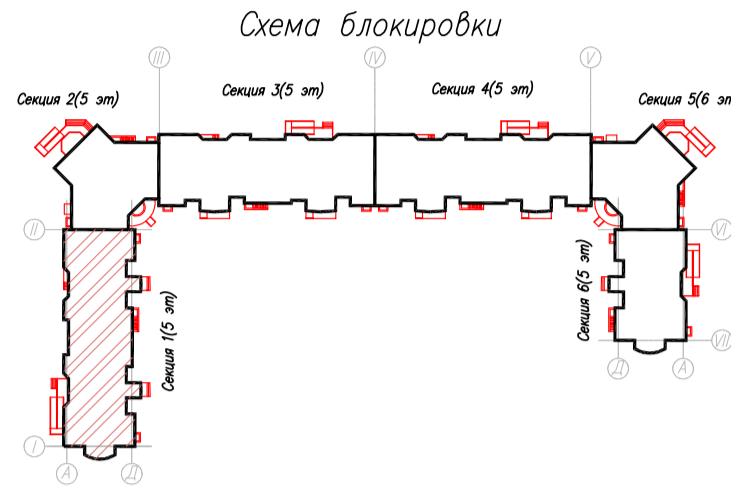 Схема блокировки
III
IV
V
Секция 2(5 эт)
Секция 3(5 эт)
Секция 4(5 эт)
Секция 5(6 эт
II
VI
Секция 1(5 эт)
Секция 6(5 эт)
VII
Д
А
I
А
Д